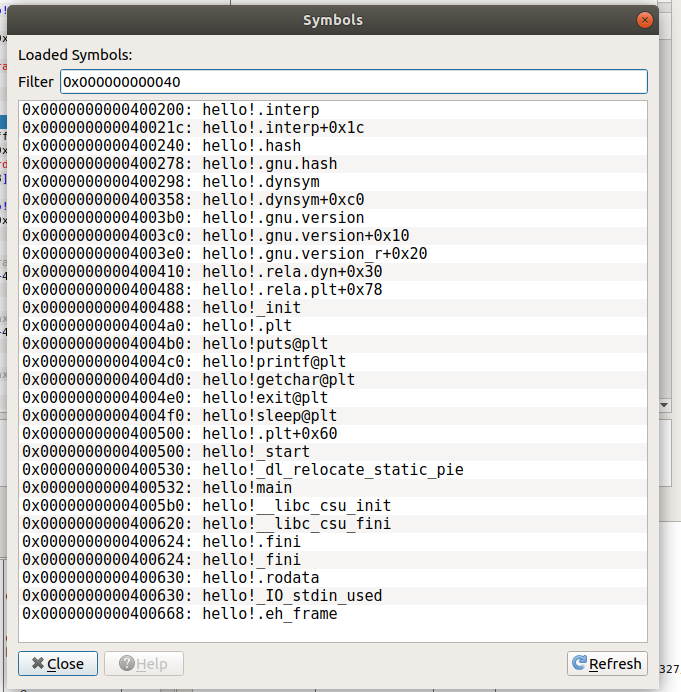 Symbols
Loaded Symbols:
Filter 0x000000000040
0x0000000000400200: hello!.interp
0x000000000040021c: hello!.interp+0x1c
0x0000000000400240: hello!.hash
0x0000000000400278: hello!.gnu.hash
0x0000000000400298: hello!.dynsym
0x0000000000400358: hello!.dynsym+0xc0
0x00000000004003b0: hello!.gnu.version
0x00000000004003c0: hello!.gnu.version+0x10
0x00000000004003e0: hello!.gnu.version_r+0x20
0x0000000000400410: hello!.rela.dyn+0x30
0x0000000000400488: hello!.rela.plt+0x78
0x0000000000400488: hello!_init
0x00000000004004a0: hello!.plt
0x00000000004004b0: hello!puts@plt
0x00000000004004c0: hello!printf@plt
0x00000000004004d0: hello!getchar@plt
0x00000000004004e0: hello!exit@plt
0x00000000004004f0: hello!sleep@plt
0x0000000000400500: hello!.plt+0x60
0x0000000000400500: hello!_start
0x0000000000400530: hello!_dl_relocate_static_pie
0x0000000000400532: hello!main
0x00000000004005b0: hello!__libc_csu_init
0x0000000000400620: hello!__libc_csu_fini
0x0000000000400624: hello!.fini
0x0000000000400624: hello!_fini
0x0000000000400630: hello!.rodata
0x0000000000400630: hello!_IO_stdin_used
0x0000000000400668: hello!.eh_frame
Close
Help
Refresh
327